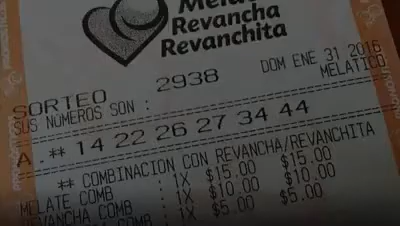 Melate
Revancha
Revanchita
SORTEO 2938 DOM ENE 31 2016
SUS NUMEROS SON : MELATICO
A .** 14 22 26 27 34 44
** COMBINACION CON REVANCHA/REVANCHITA
MELATE COMB : 1X $15.00 $15.00
REVANCHA COMB : 1X $10.00 $10.00
COMB : 1X $5.00 $5.00